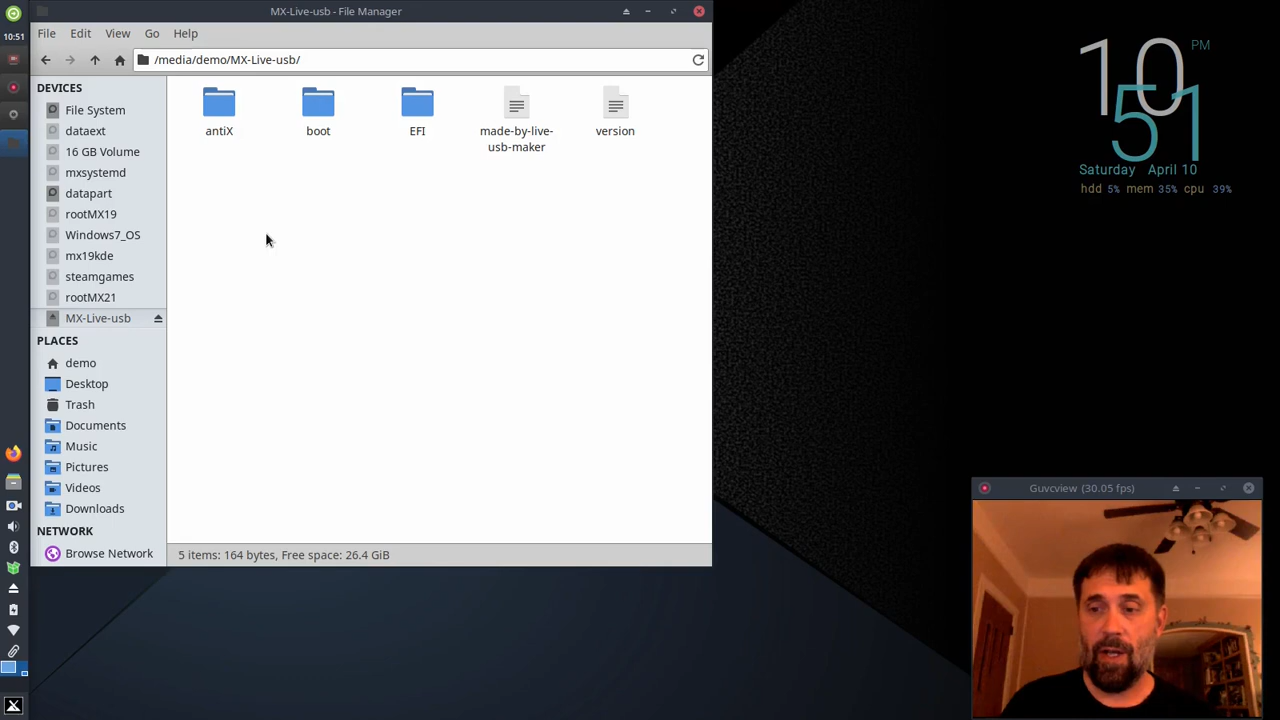 MX-Live-usb - File Manager
10:51
File Edit View Go Help
/media/demo/MX-Live-usb/
DEVICES
File System
dataext
16 GB Volume
mxsystemd
datapart
rootMX19
Windows7_OS
mx19kde
steamgames
rootMX21
MX-Live-usb
PLACES
demo
Desktop
Trash
Documents
Music
Pictures
Videos
Downloads
NETWORK
Browse Network
antiX
boot
EFI
made-by-live-
usb-maker
version
5 items: 164 bytes, Free space: 26.4 GiB
10 PM
51
Saturday April 10
hdd 5% mem 35% cpu 39%
Guvcview (30.05 fps)